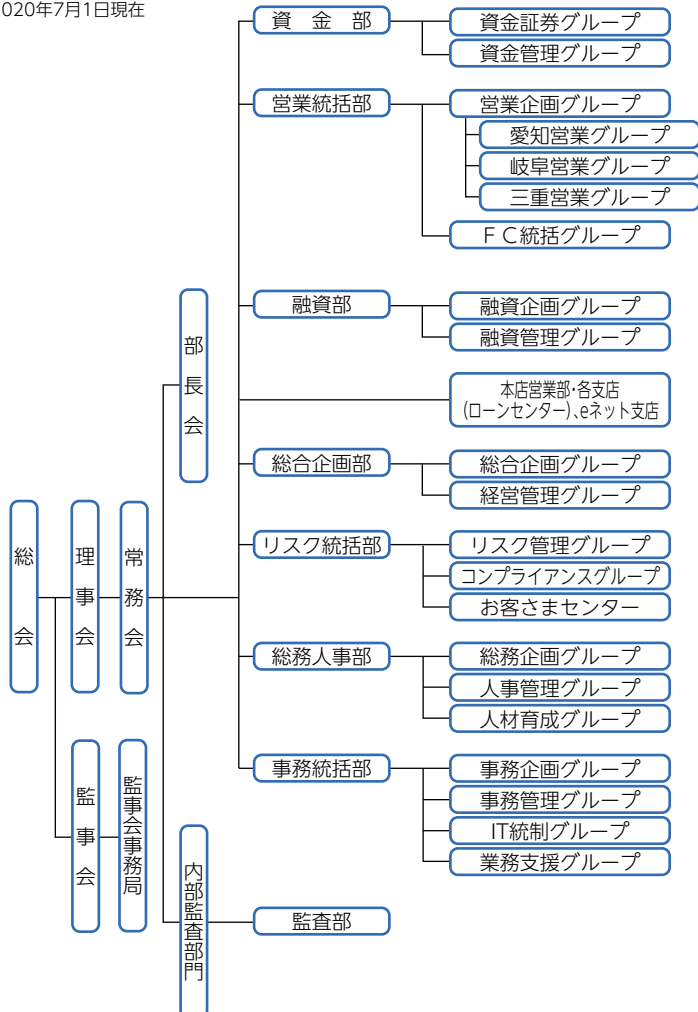 020年7月1日現在
資金部
資金証券グループ
資金管理グループ
営業統括部
営業企画グループ
愛知営業グループ
岐阜営業グループ
三重営業グループ
ＦＣ統括グループ
部長会
融資部
融資企画グループ
融資管理グループ
本店営業部・各支店
(ローンセンター)、eネット支店
総合企画部
総合企画グループ
経営管理グループ
総会
理事会
常務会
リスク統括部
リスク管理グループ
コンプライアンスグループ
お客さまセンター
総務人事部
総務企画グループ
人事管理グループ
人材育成グループ
監事会
監事会事務局
事務統括部
事務企画グループ
事務管理グループ
IT統制グループ
業務支援グループ
内部監査部門
監査部